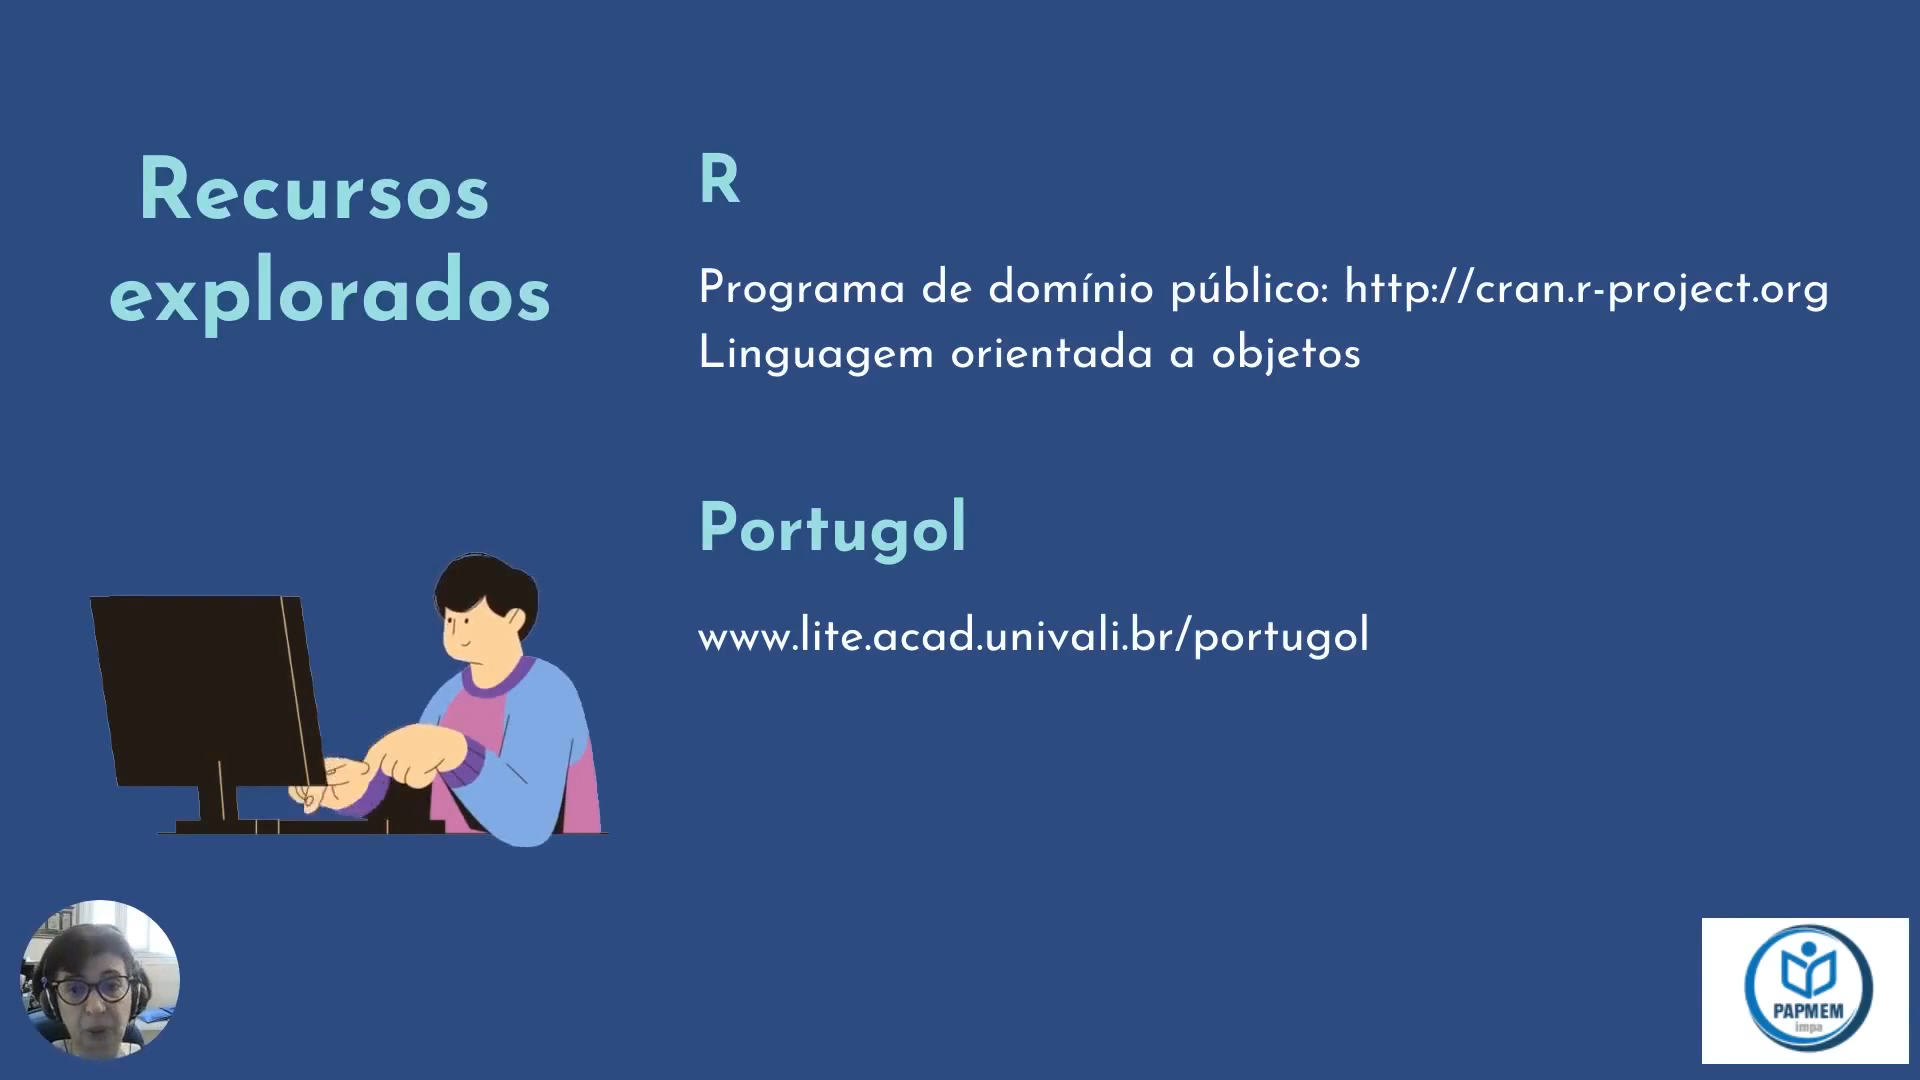 Recursos
explorados
R
Programa de domínio público: http://cran.r-project.org
Linguagem orientada a objetos
Portugol
www.lite.acad.univali.br/portugol
PAPMEM
impa